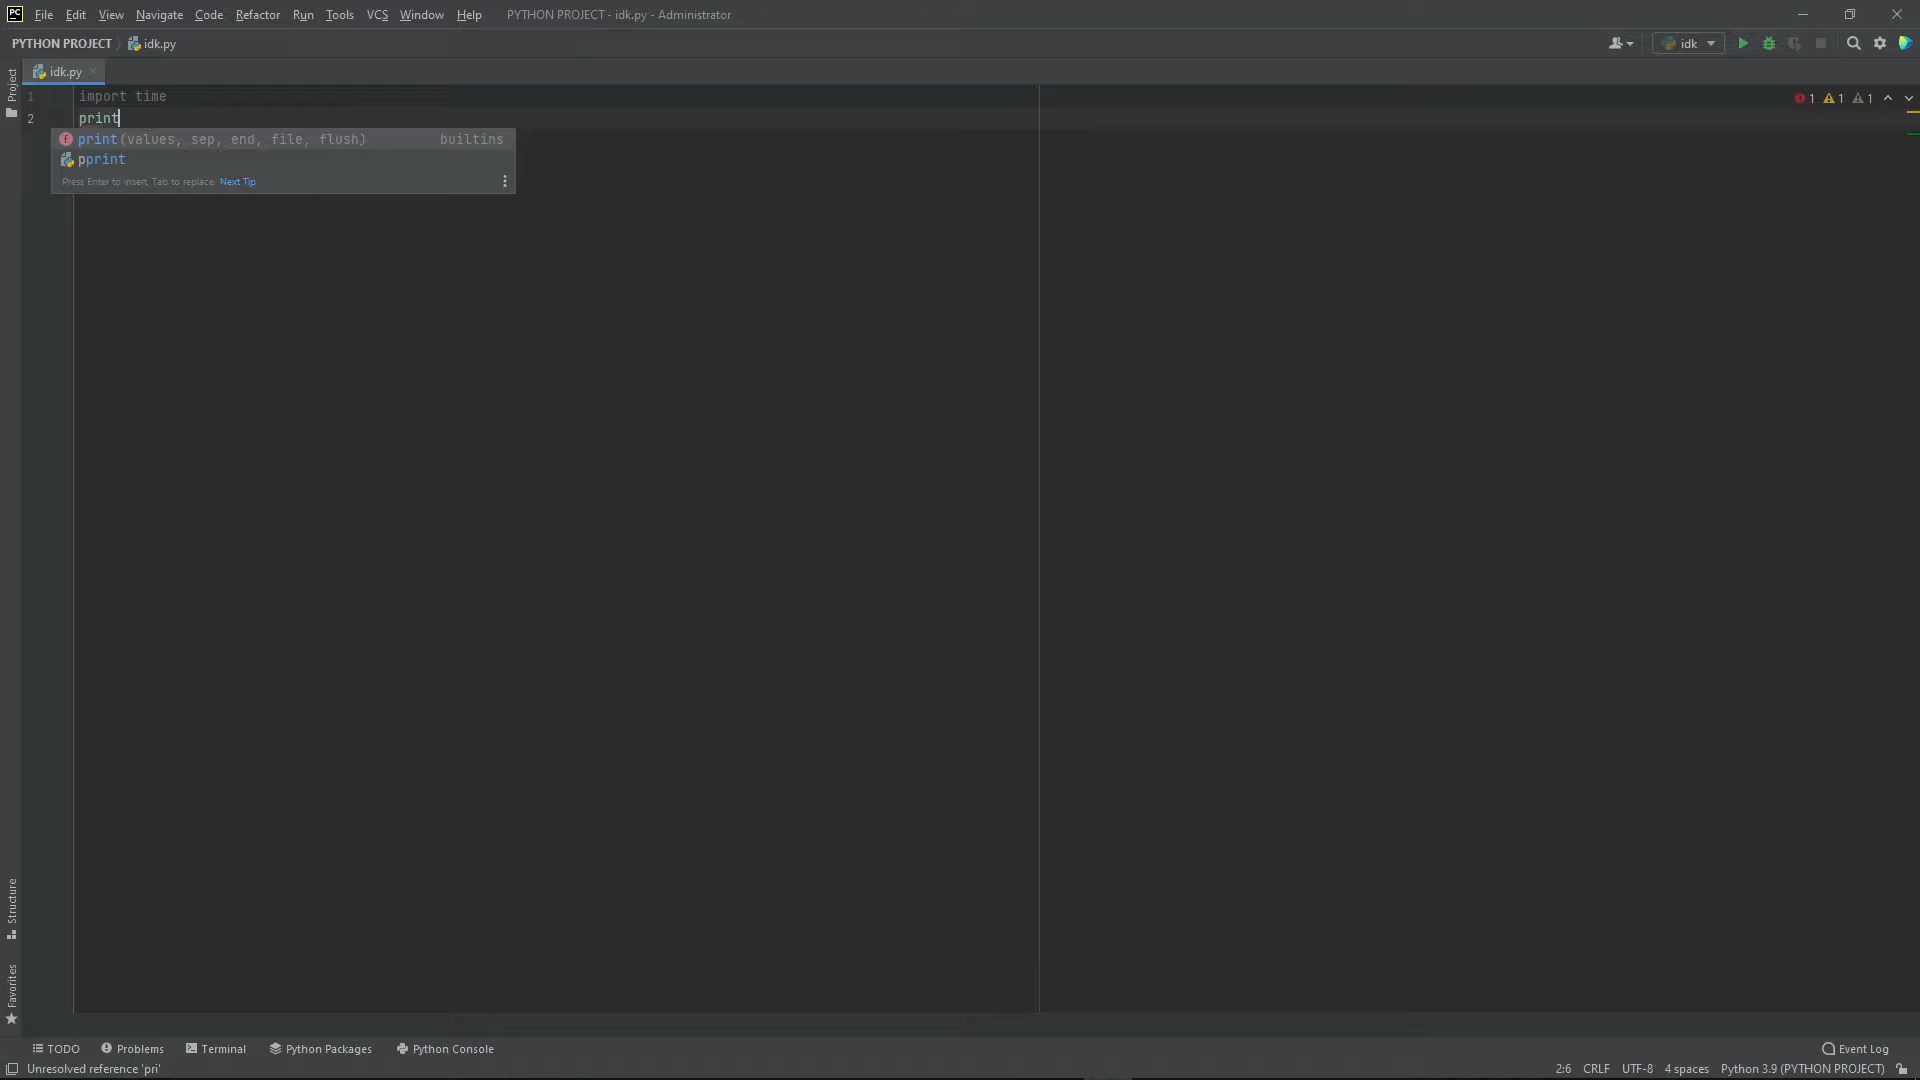 PC File Edit View Navigate Code Refactor Run Tools VCS Window Help PYTHON PROJECT - idk.py - Administrator
PYTHON PROJECT idk.py idk
Project
idk.py
1 import time 1 1 1
2 print
f print(values, sep, end, file, flush) builtins
pprint
Press Enter to insert, Tab to replace Next Tip
Structure
Favorites
TODO Problems Terminal Python Packages Python Console Event Log
Unresolved reference 'pri' 2:6 CRLF UTF-8 4 spaces Python 3.9 (PYTHON PROJECT)